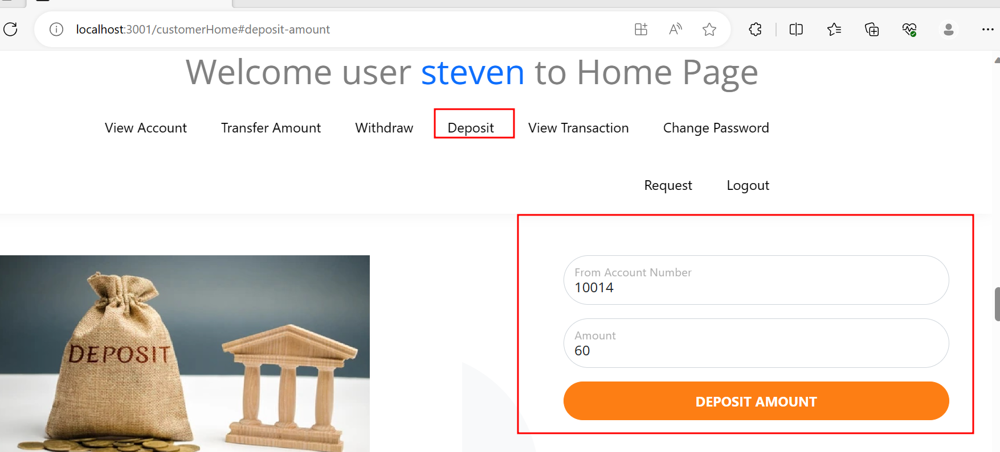 localhost:3001/customerHome#deposit-amount
Welcome user steven to Home Page
View Account Transfer Amount Withdraw Deposit View Transaction Change Password
Request Logout
From Account Number
10014
Amount
60
DEPOSIT AMOUNT
DEPOSIT